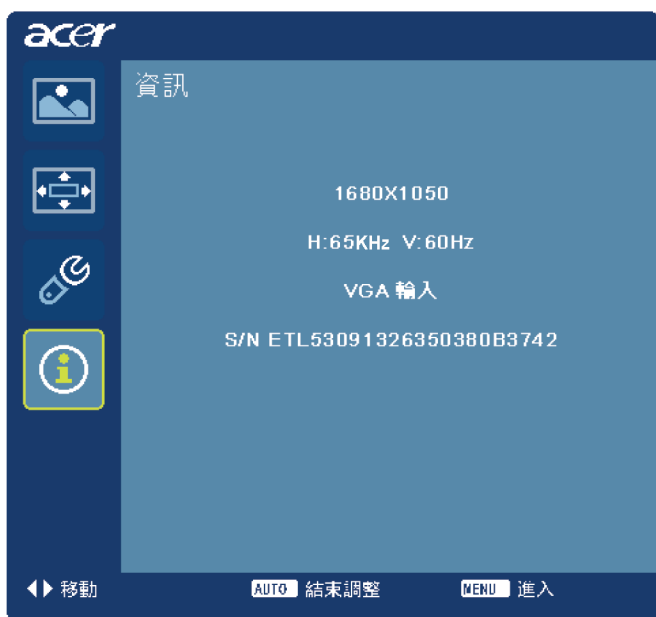 acer
資訊
1680X1050
H:65KHz V:60Hz
VGA 輸入
S/N ETL53091326350380B3742
移動 AUTO 結束調整 MENU 進入